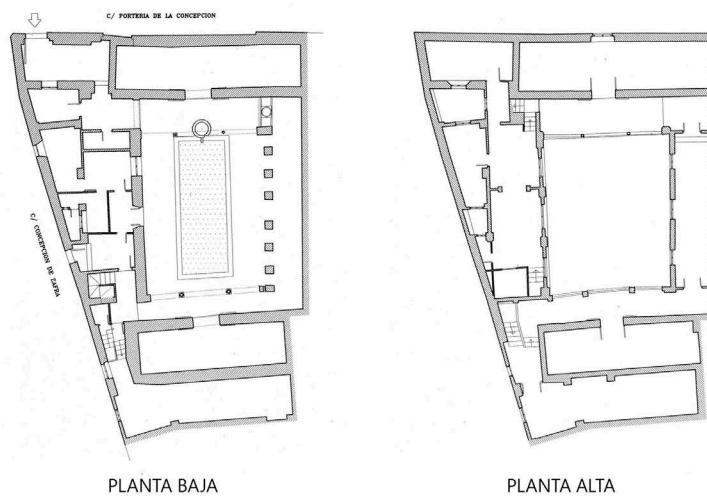 C/ PORTERIA DE LA CONCEPCION
C/ CONCEPCION DE ZAFRA
PLANTA BAJA
PLANTA ALTA